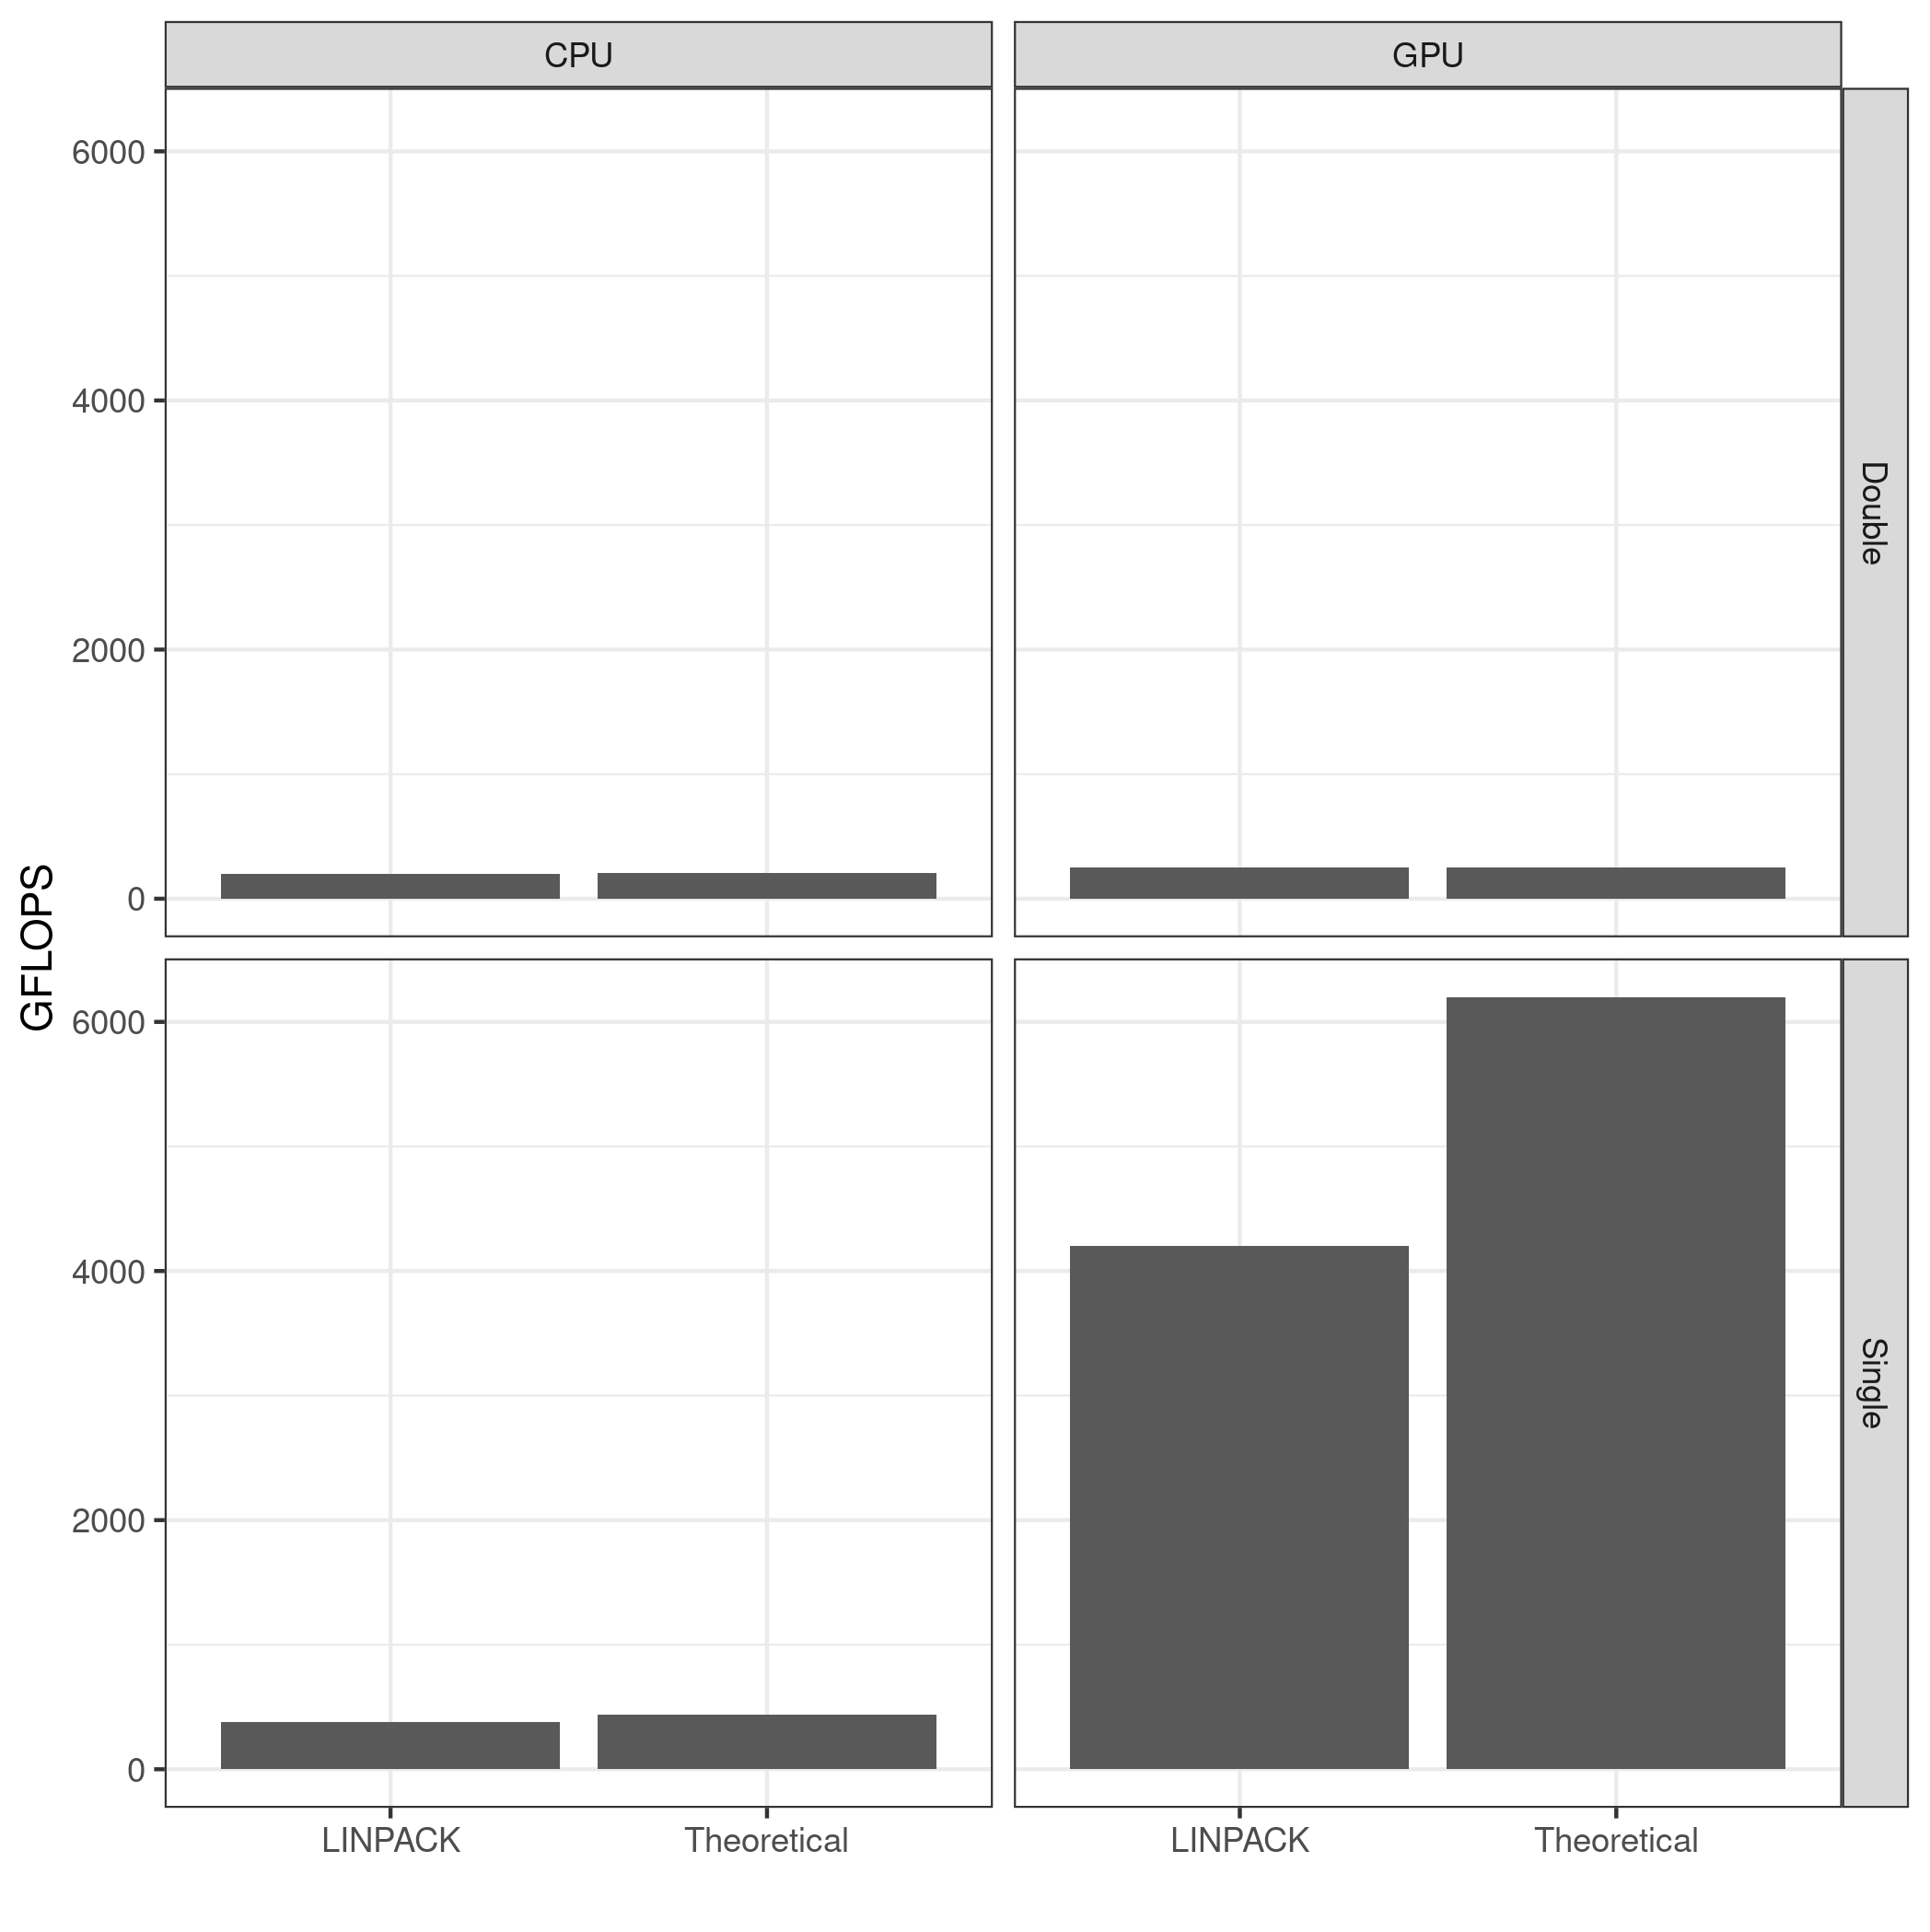 CPU
GPU
6000
4000
2000
0
Double
GFLOPS
6000
4000
2000
0
Single
LINPACK
Theoretical
LINPACK
Theoretical